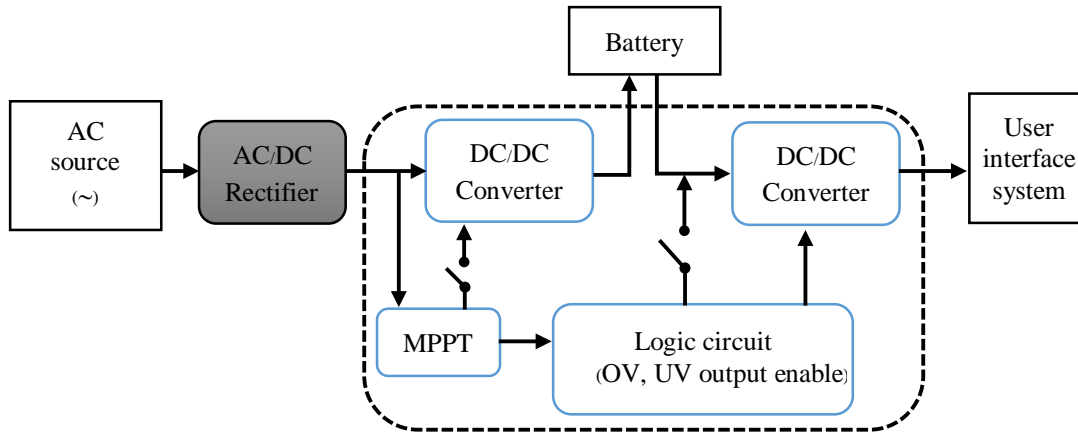 Battery
AC
source
(~)
AC/DC
Rectifier
DC/DC
Converter
DC/DC
Converter
User
interface
system
MPPT
Logic circuit
(OV, UV output enable)